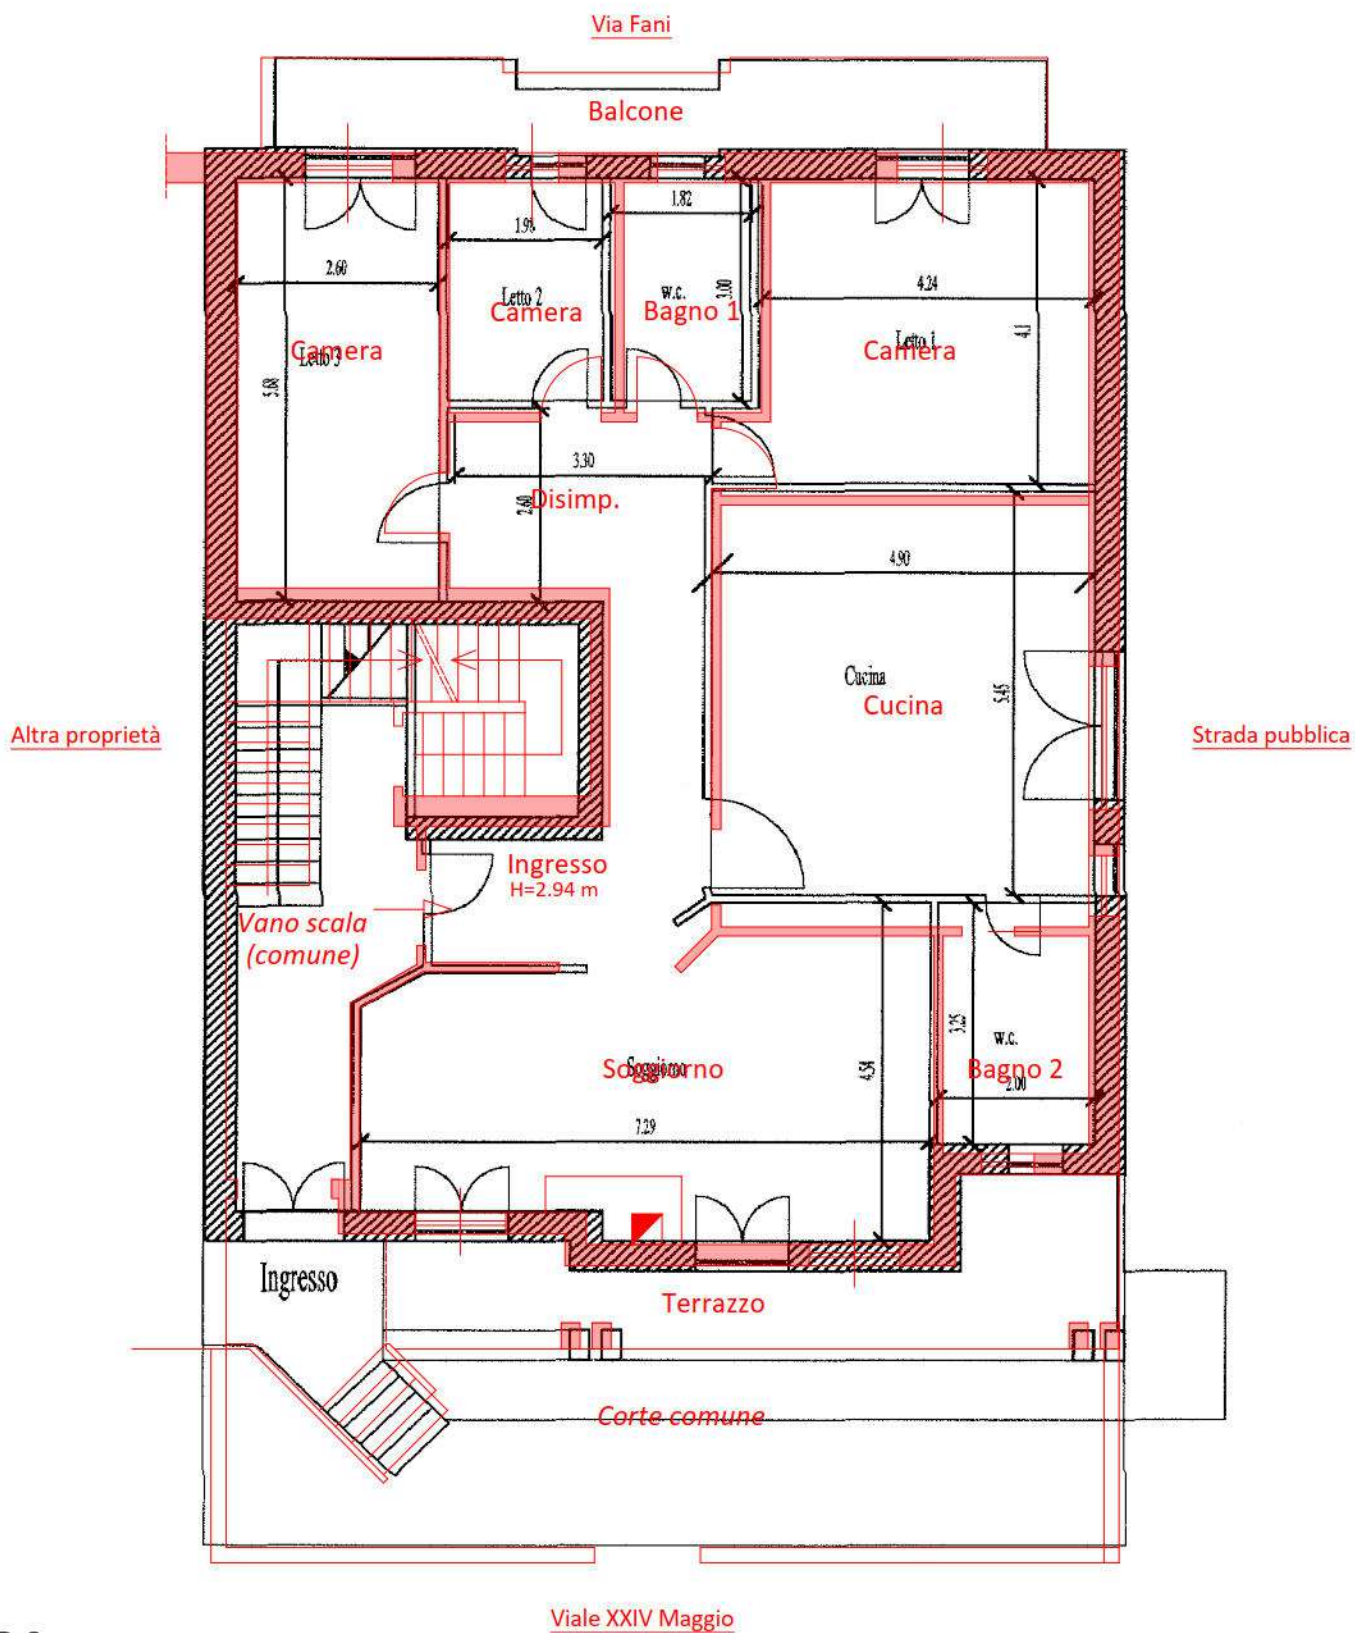 Via Fani
Balcone
1.82
1.98
2.60
4.24
3.00
Letto 2
w.c.
Camera
Bagno 1
4.1
Letto 1
Camera
Letto 3
Camera
5.68
3.30
2.60
Disimp.
4.90
Cucina
Cucina
5.45
Altra proprietà
Strada pubblica
Ingresso
H=2.94 m
Vano scala
(comune)
3.25
w.c.
Soggiorno
Soggiorno
4.54
Bagno 2
2.00
7.29
Ingresso
Terrazzo
Corte comune
Viale XXIV Maggio